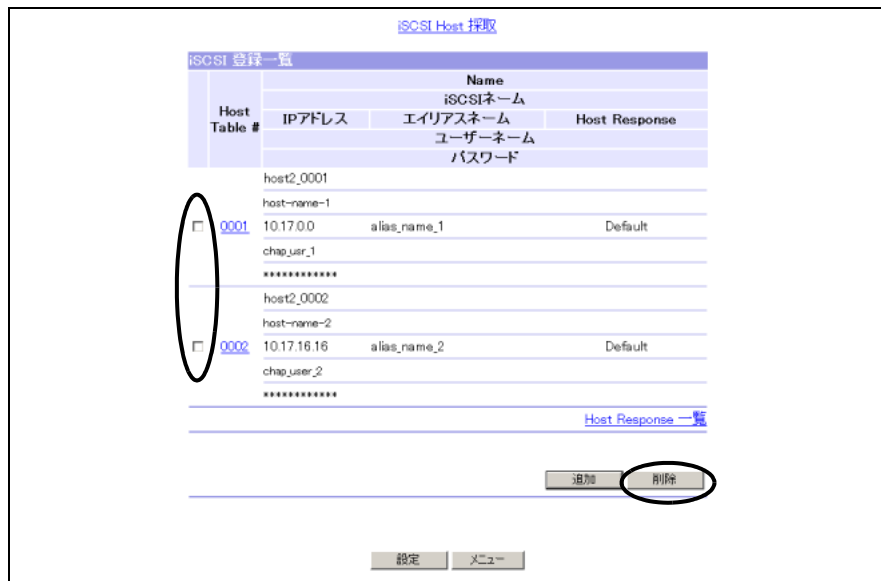 iSCSI Host 採取
iSCSI 登録一覧
Host Table #
Name
iSCSIネーム
IPアドレス エイリアスネーム Host Response
ユーザーネーム
パスワード
host2_0001
host-name-1
0001 10.17.0.0 alias_name_1 Default
chap_usr_1
************
host2_0002
host-name-2
0002 10.17.16.16 alias_name_2 Default
chap_user_2
************
Host Response 一覧
追加 削除
設定 メニュー